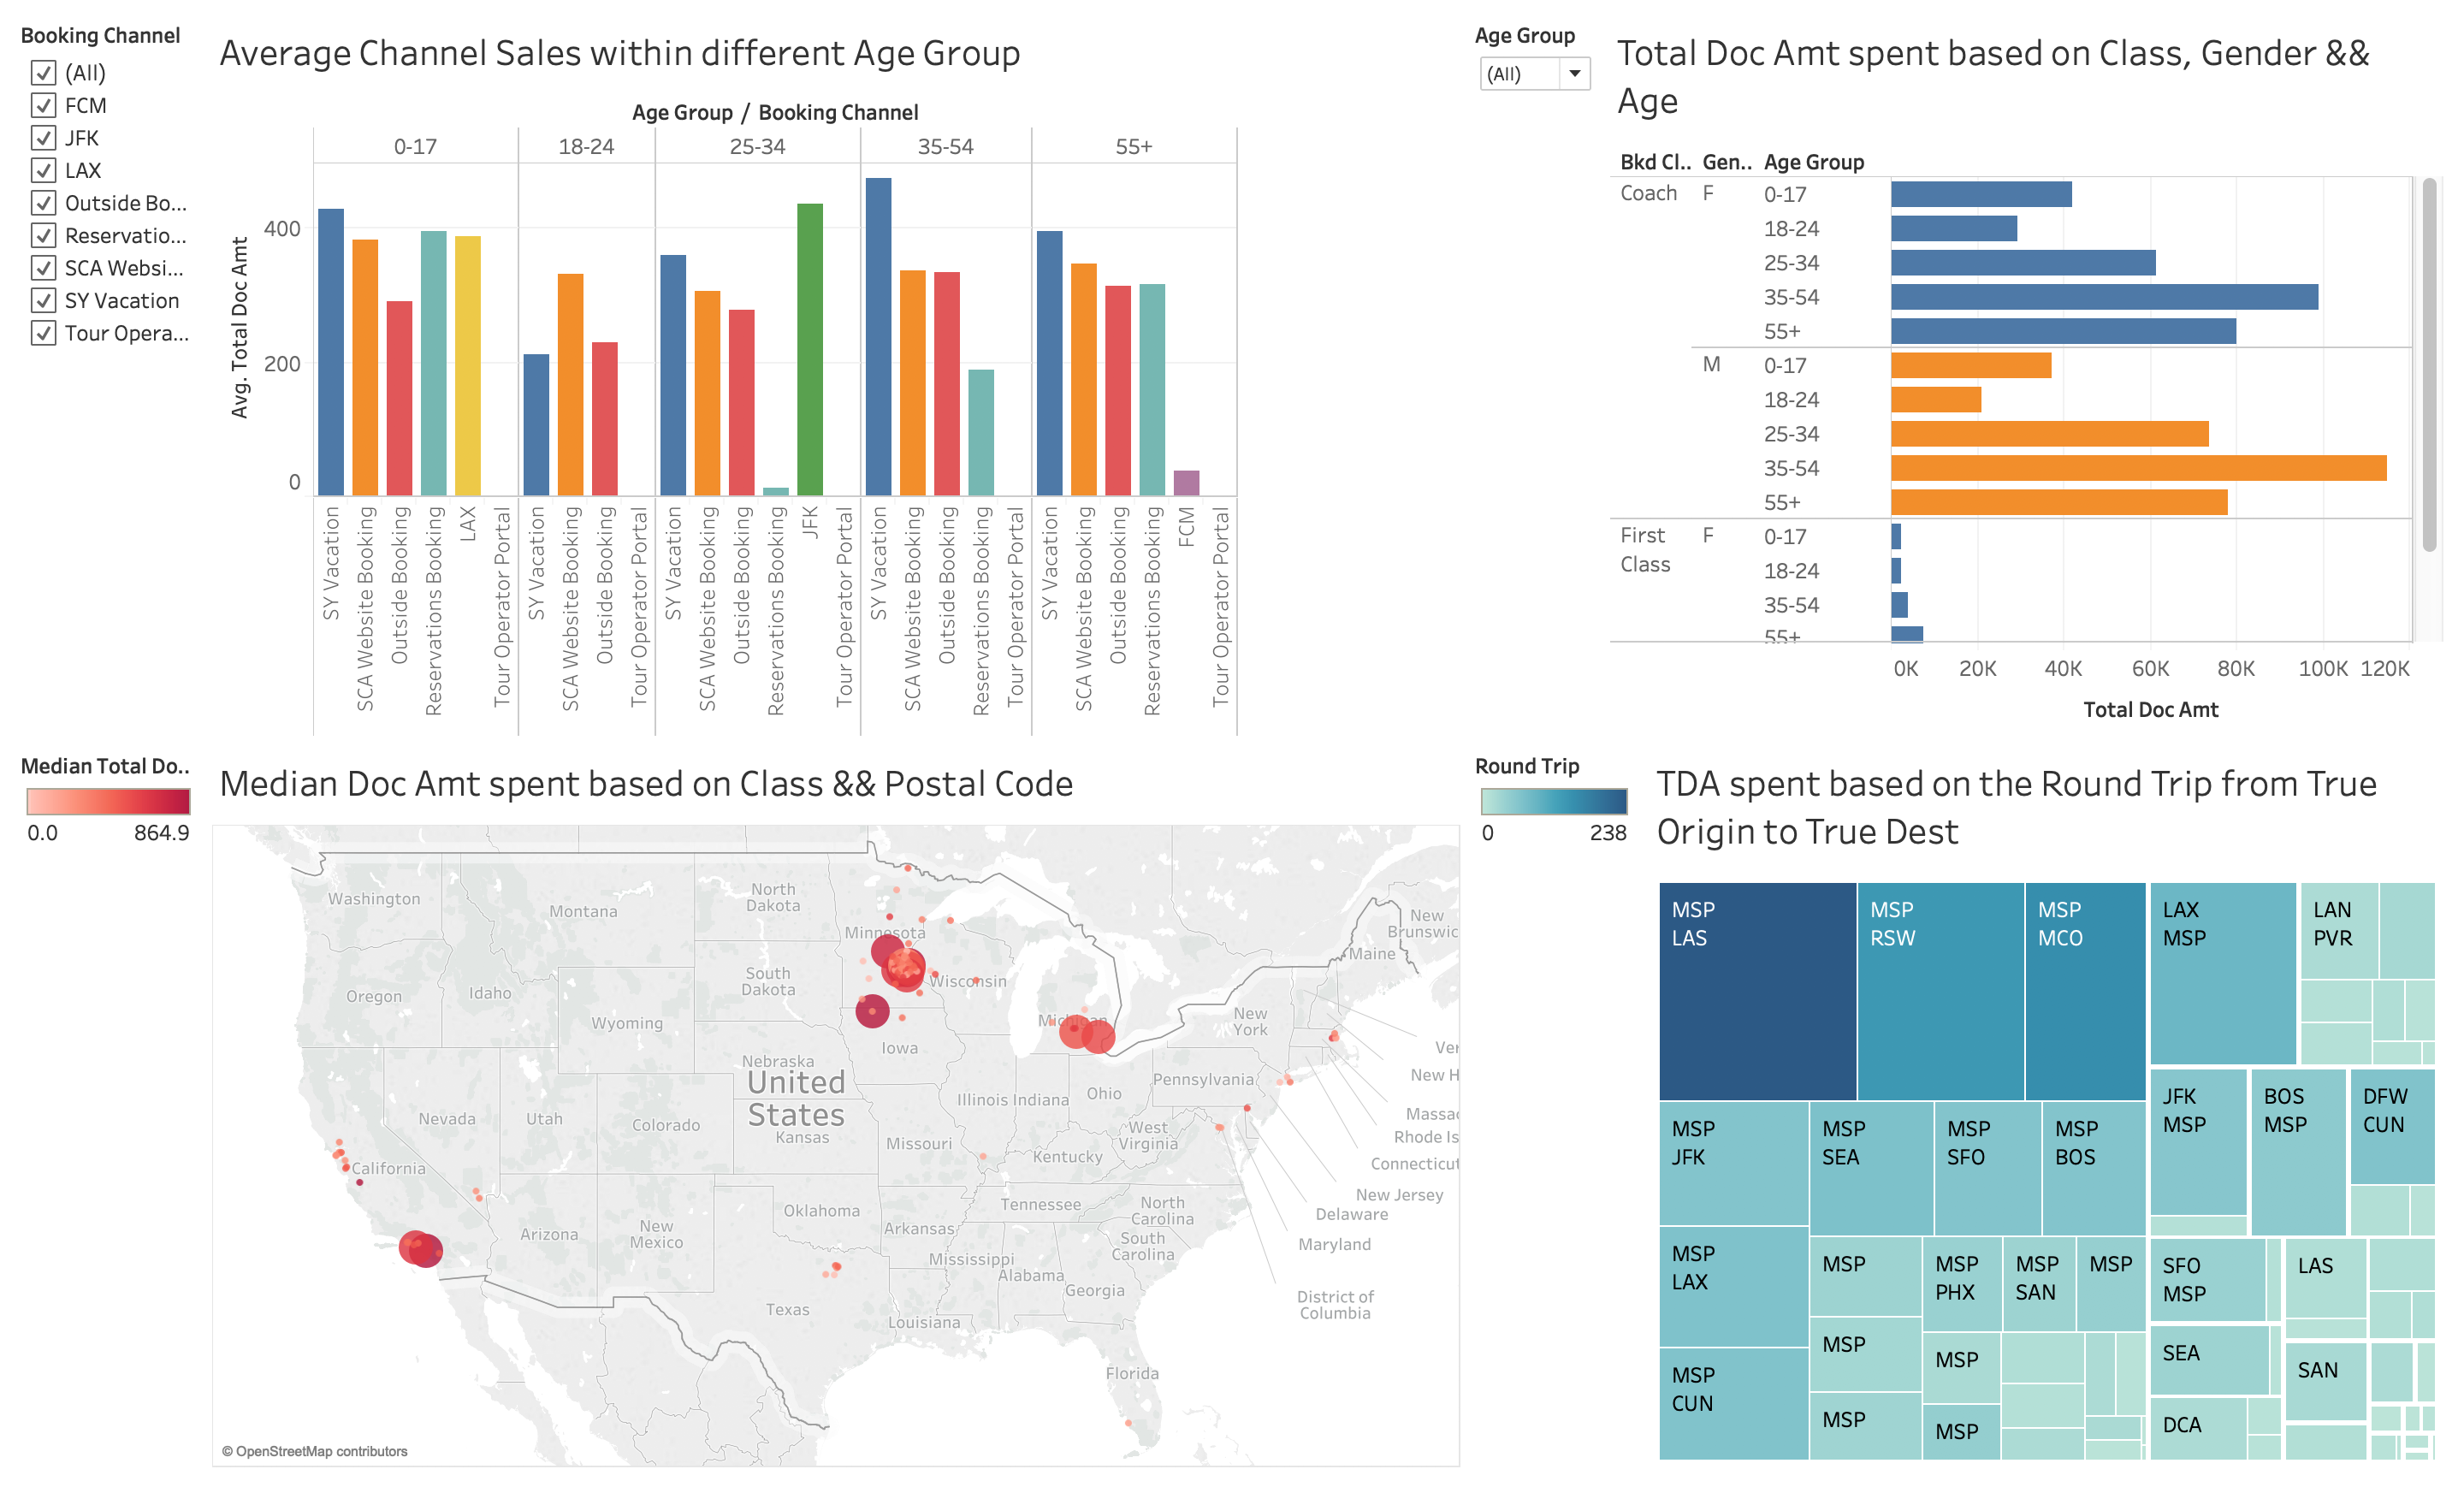 Booking Channel
(All)
FCM
JFK
LAX
Outside Bo...
Reservatio...
SCA Websi...
SY Vacation
Tour Opera...
Average Channel Sales within different Age Group
Age Group / Booking Channel
0-17
18-24
25-34
35-54
55+
Avg. Total Doc Amt
400
200
0
SY Vacation
SCA Website Booking
Outside Booking
Reservations Booking
LAX
Tour Operator Portal
SY Vacation
SCA Website Booking
Outside Booking
Tour Operator Portal
SY Vacation
SCA Website Booking
Outside Booking
Reservations Booking
JFK
Tour Operator Portal
SY Vacation
SCA Website Booking
Outside Booking
Reservations Booking
Tour Operator Portal
SY Vacation
SCA Website Booking
Outside Booking
Reservations Booking
FCM
Tour Operator Portal
Age Group
(All)
Total Doc Amt spent based on Class, Gender &&
Age
Bkd Cl.. Gen.. Age Group
Coach F 0-17
18-24
25-34
35-54
55+
M 0-17
18-24
25-34
35-54
55+
First F 0-17
Class
18-24
35-54
55+
0K 20K 40K 60K 80K 100K 120K
Total Doc Amt
Median Total Do..
0.0 864.9
Median Doc Amt spent based on Class && Postal Code
Washington
Montana
North
Dakota
Minnesota
New
Brunswic
Maine
Oregon
Idaho
South
Dakota
Wisconsin
Wyoming
Michigan
New
York
Iowa
Nebraska
Ver
New H
United
States
Pennsylvania
Illinois Indiana
Ohio
Massac
Nevada
Utah
Colorado
Kansas
Missouri
West
Virginia
Rhode Is
Kentucky
Connecticut
California
New Jersey
Delaware
Oklahoma
Tennessee
North
Carolina
Arizona
New
Mexico
Arkansas
South
Carolina
Maryland
Mississippi
Alabama
Georgia
District of
Columbia
Texas
Louisiana
Florida
© OpenStreetMap contributors
Round Trip
0 238
TDA spent based on the Round Trip from True
Origin to True Dest
MSP
LAS
MSP
RSW
MSP
MCO
LAX
MSP
LAN
PVR
MSP
JFK
MSP
SEA
MSP
SFO
MSP
BOS
JFK
MSP
BOS
MSP
DFW
CUN
MSP
LAX
MSP
MSP
PHX
MSP
SAN
MSP
SFO
MSP
LAS
MSP
CUN
MSP
MSP
SEA
SAN
MSP
MSP
DCA